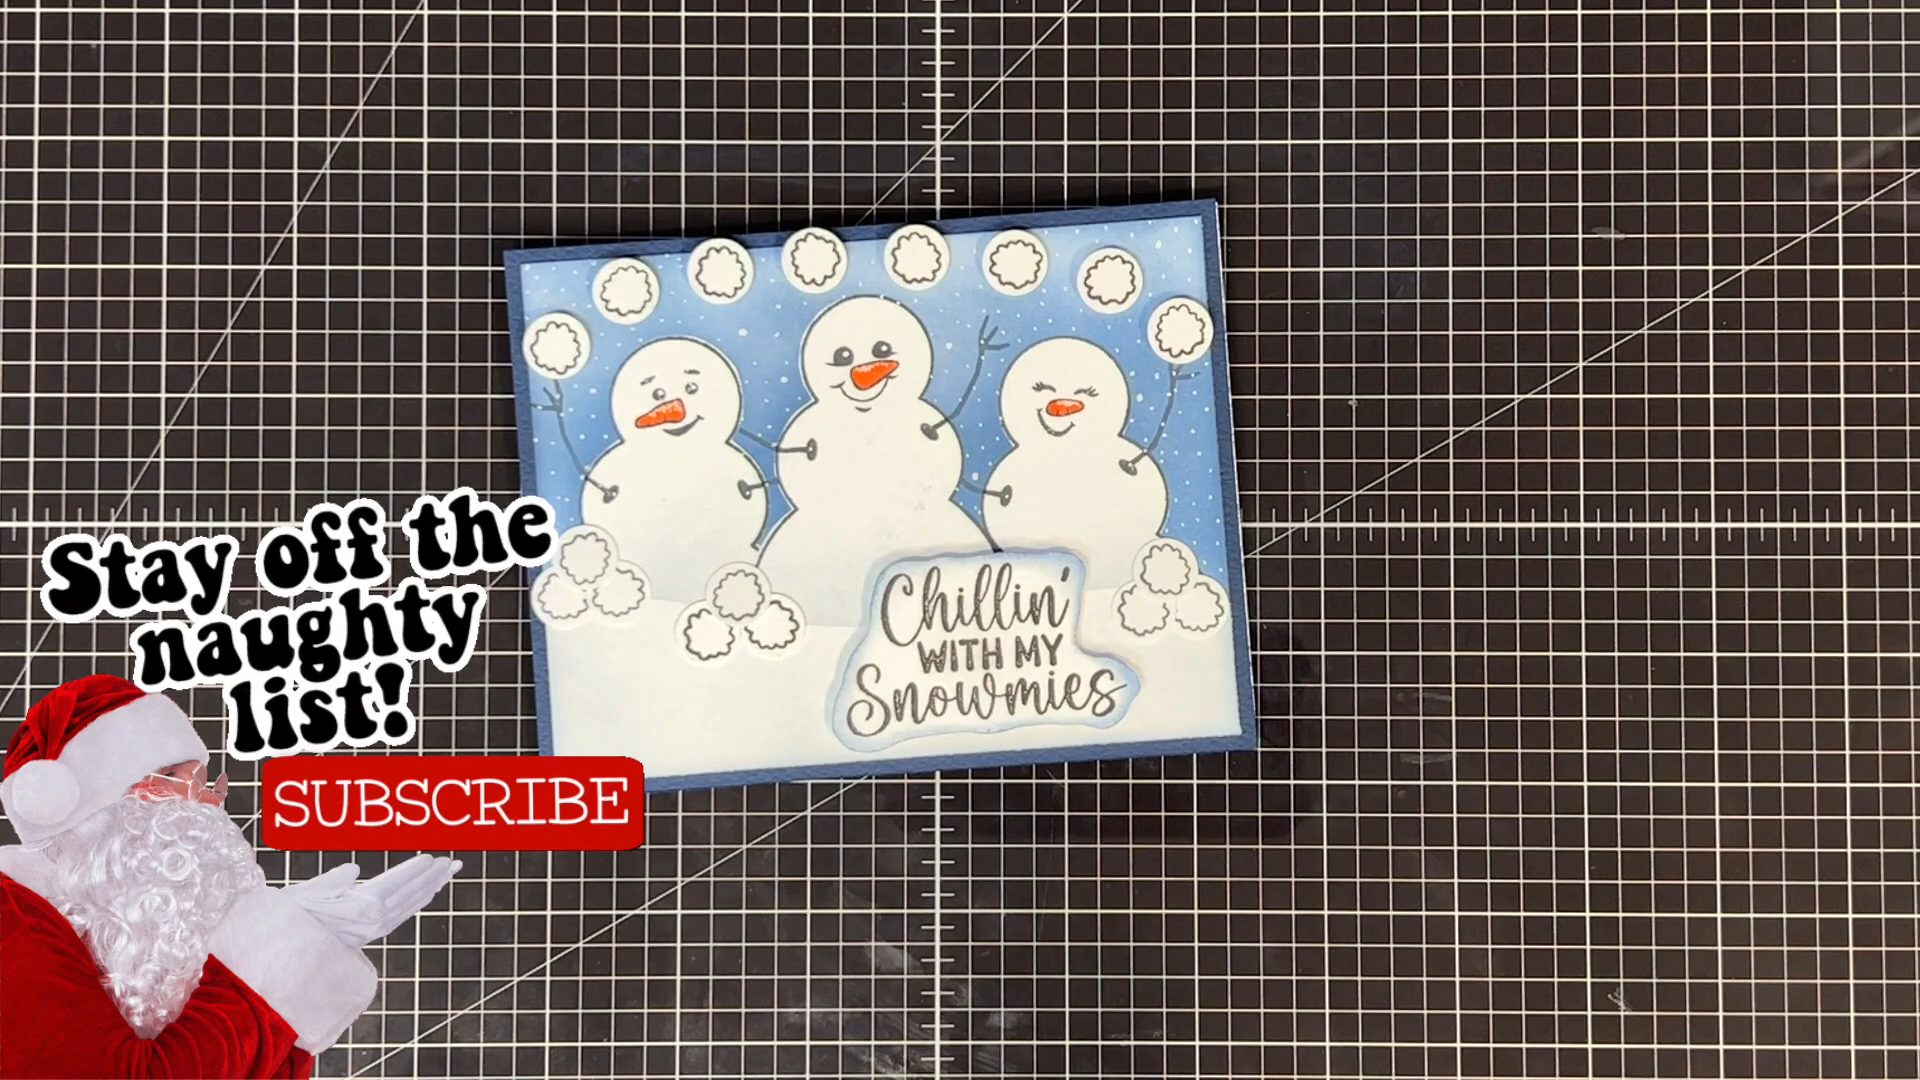 Stay off the
naughty
list!
SUBSCRIBE
Chillin'
WITH MY
Snowmies